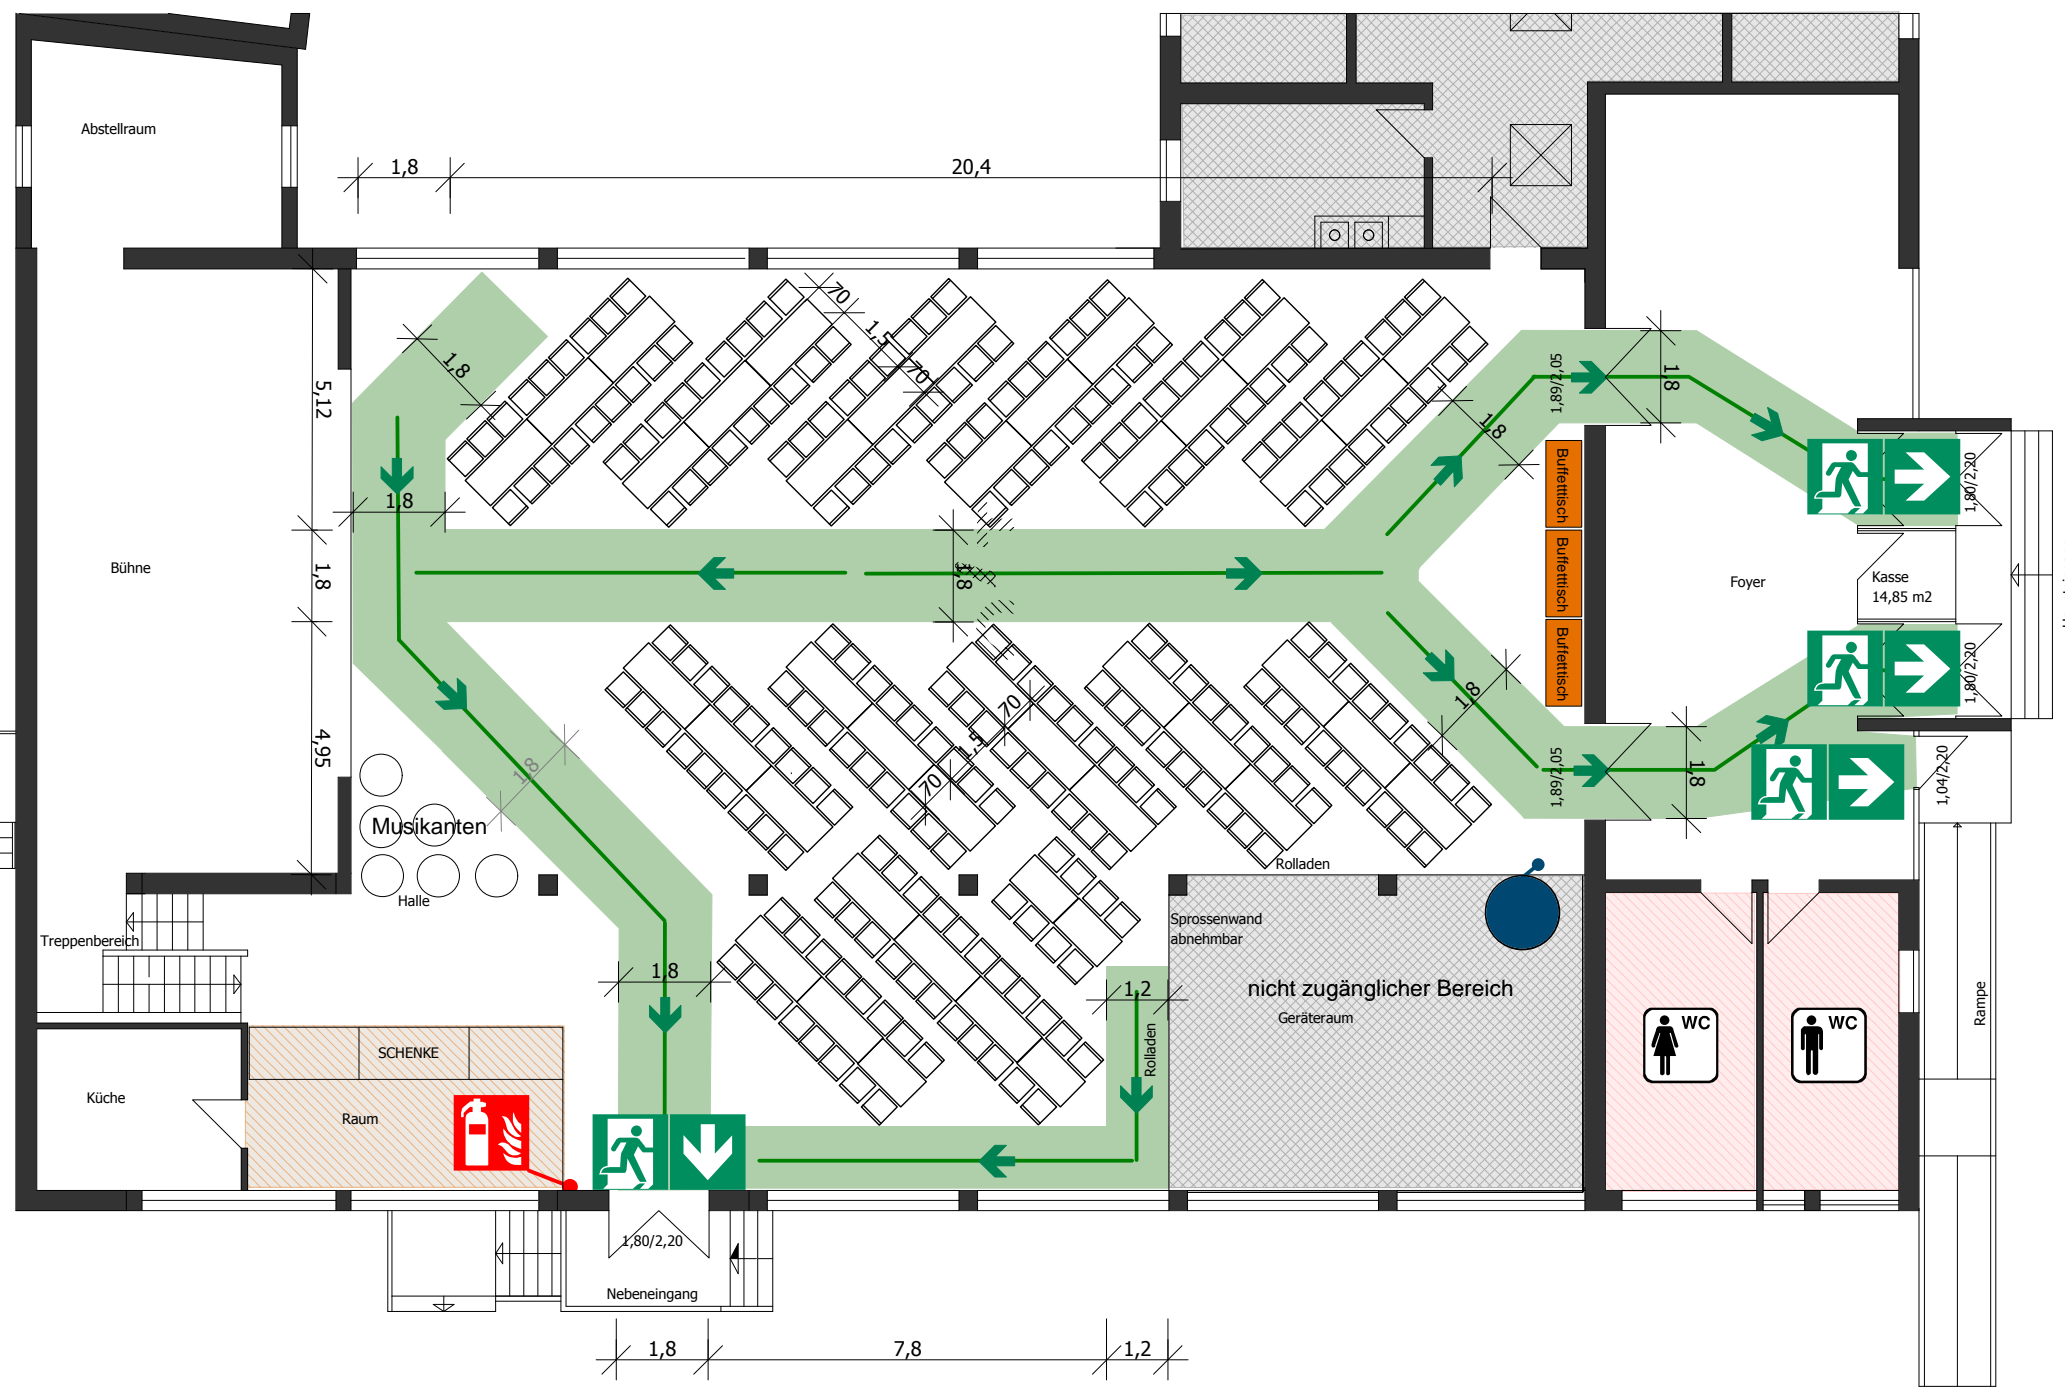 Abstellraum
1,8
20,4
70
1,5
70
1,8
5,12
1,8
1,8
1,89/2,05
1,8
1,80/2,20
Buffetttisch
Buffetttisch
Buffettisch
Bühne
1,8
1,8
Foyer
Kasse
14,85 m2
1,80/2,20
4,95
1,8
70
1,5
70
1,8
1,89/2,05
1,8
1,04/2,20
Musikanten
Halle
Rolladen
Treppenbereich
Sprossenwand
abnehmbar
1,8
1,2
nicht zugänglicher Bereich
Geräteraum
Rolladen
Rampe
WC
WC
SCHENKE
Küche
Raum
1,80/2,20
Nebeneingang
1,8
7,8
1,2